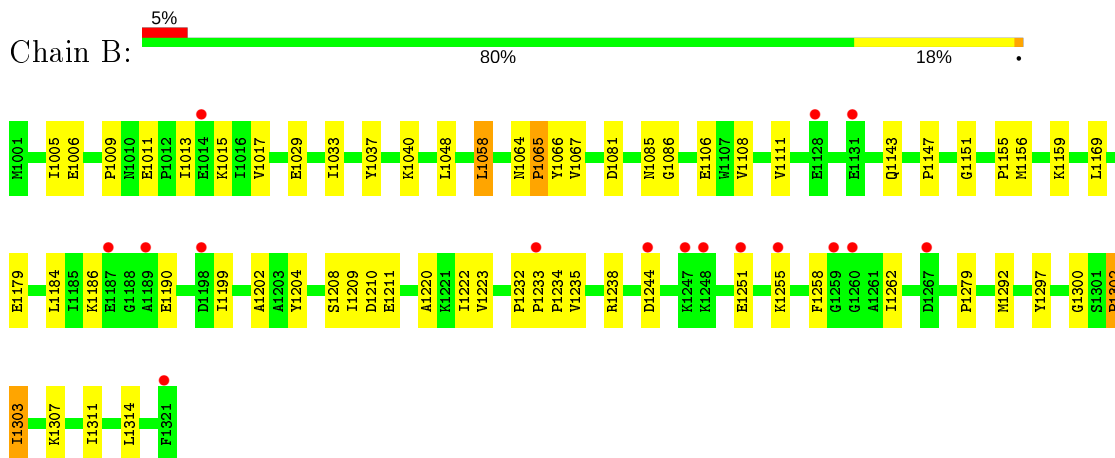 5%
Chain B:
80% 18% •
M1001 I1005 E1006 P1009 N1010 E1011 P1012 I1013 E1014 K1015 I1016 V1017 E1029 I1033 Y1037 K1040 L1048 L1058 N1064 P1065 Y1066 V1067 D1081 N1085 G1086 E1106 W1107 V1108 V1111 E1128 E1131 Q1143 P1147 G1151 P1155 M1156 K1159 L1169
E1179 L1184 I1185 K1186 E1187 G1188 A1189 E1190 D1198 I1199 A1202 A1203 Y1204 S1208 I1209 D1210 E1211 A1220 K1221 I1222 V1223 P1232 P1233 P1234 V1235 R1238 D1244 K1247 K1248 E1251 K1255 F1258 G1259 G1260 A1261 I1262 D1267 P1279 M1292 Y1297 G1300 S1301
I1303 K1307 I1311 L1314 F1321